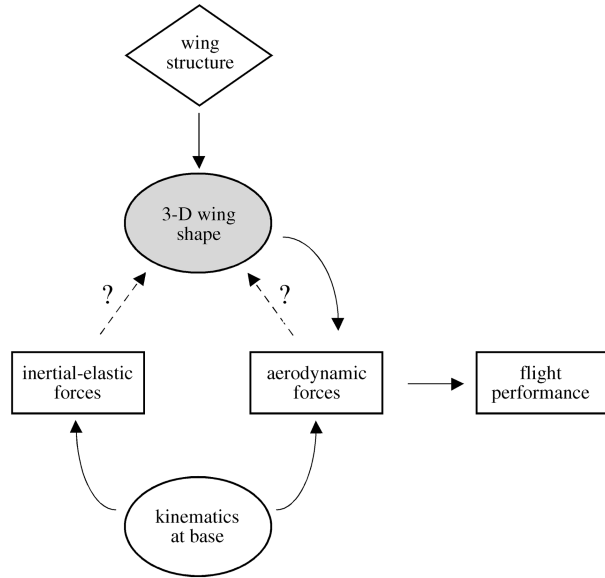 wing
structure
3-D wing
shape
?
?
inertial-elastic
forces
aerodynamic
forces
flight
performance
kinematics
at base